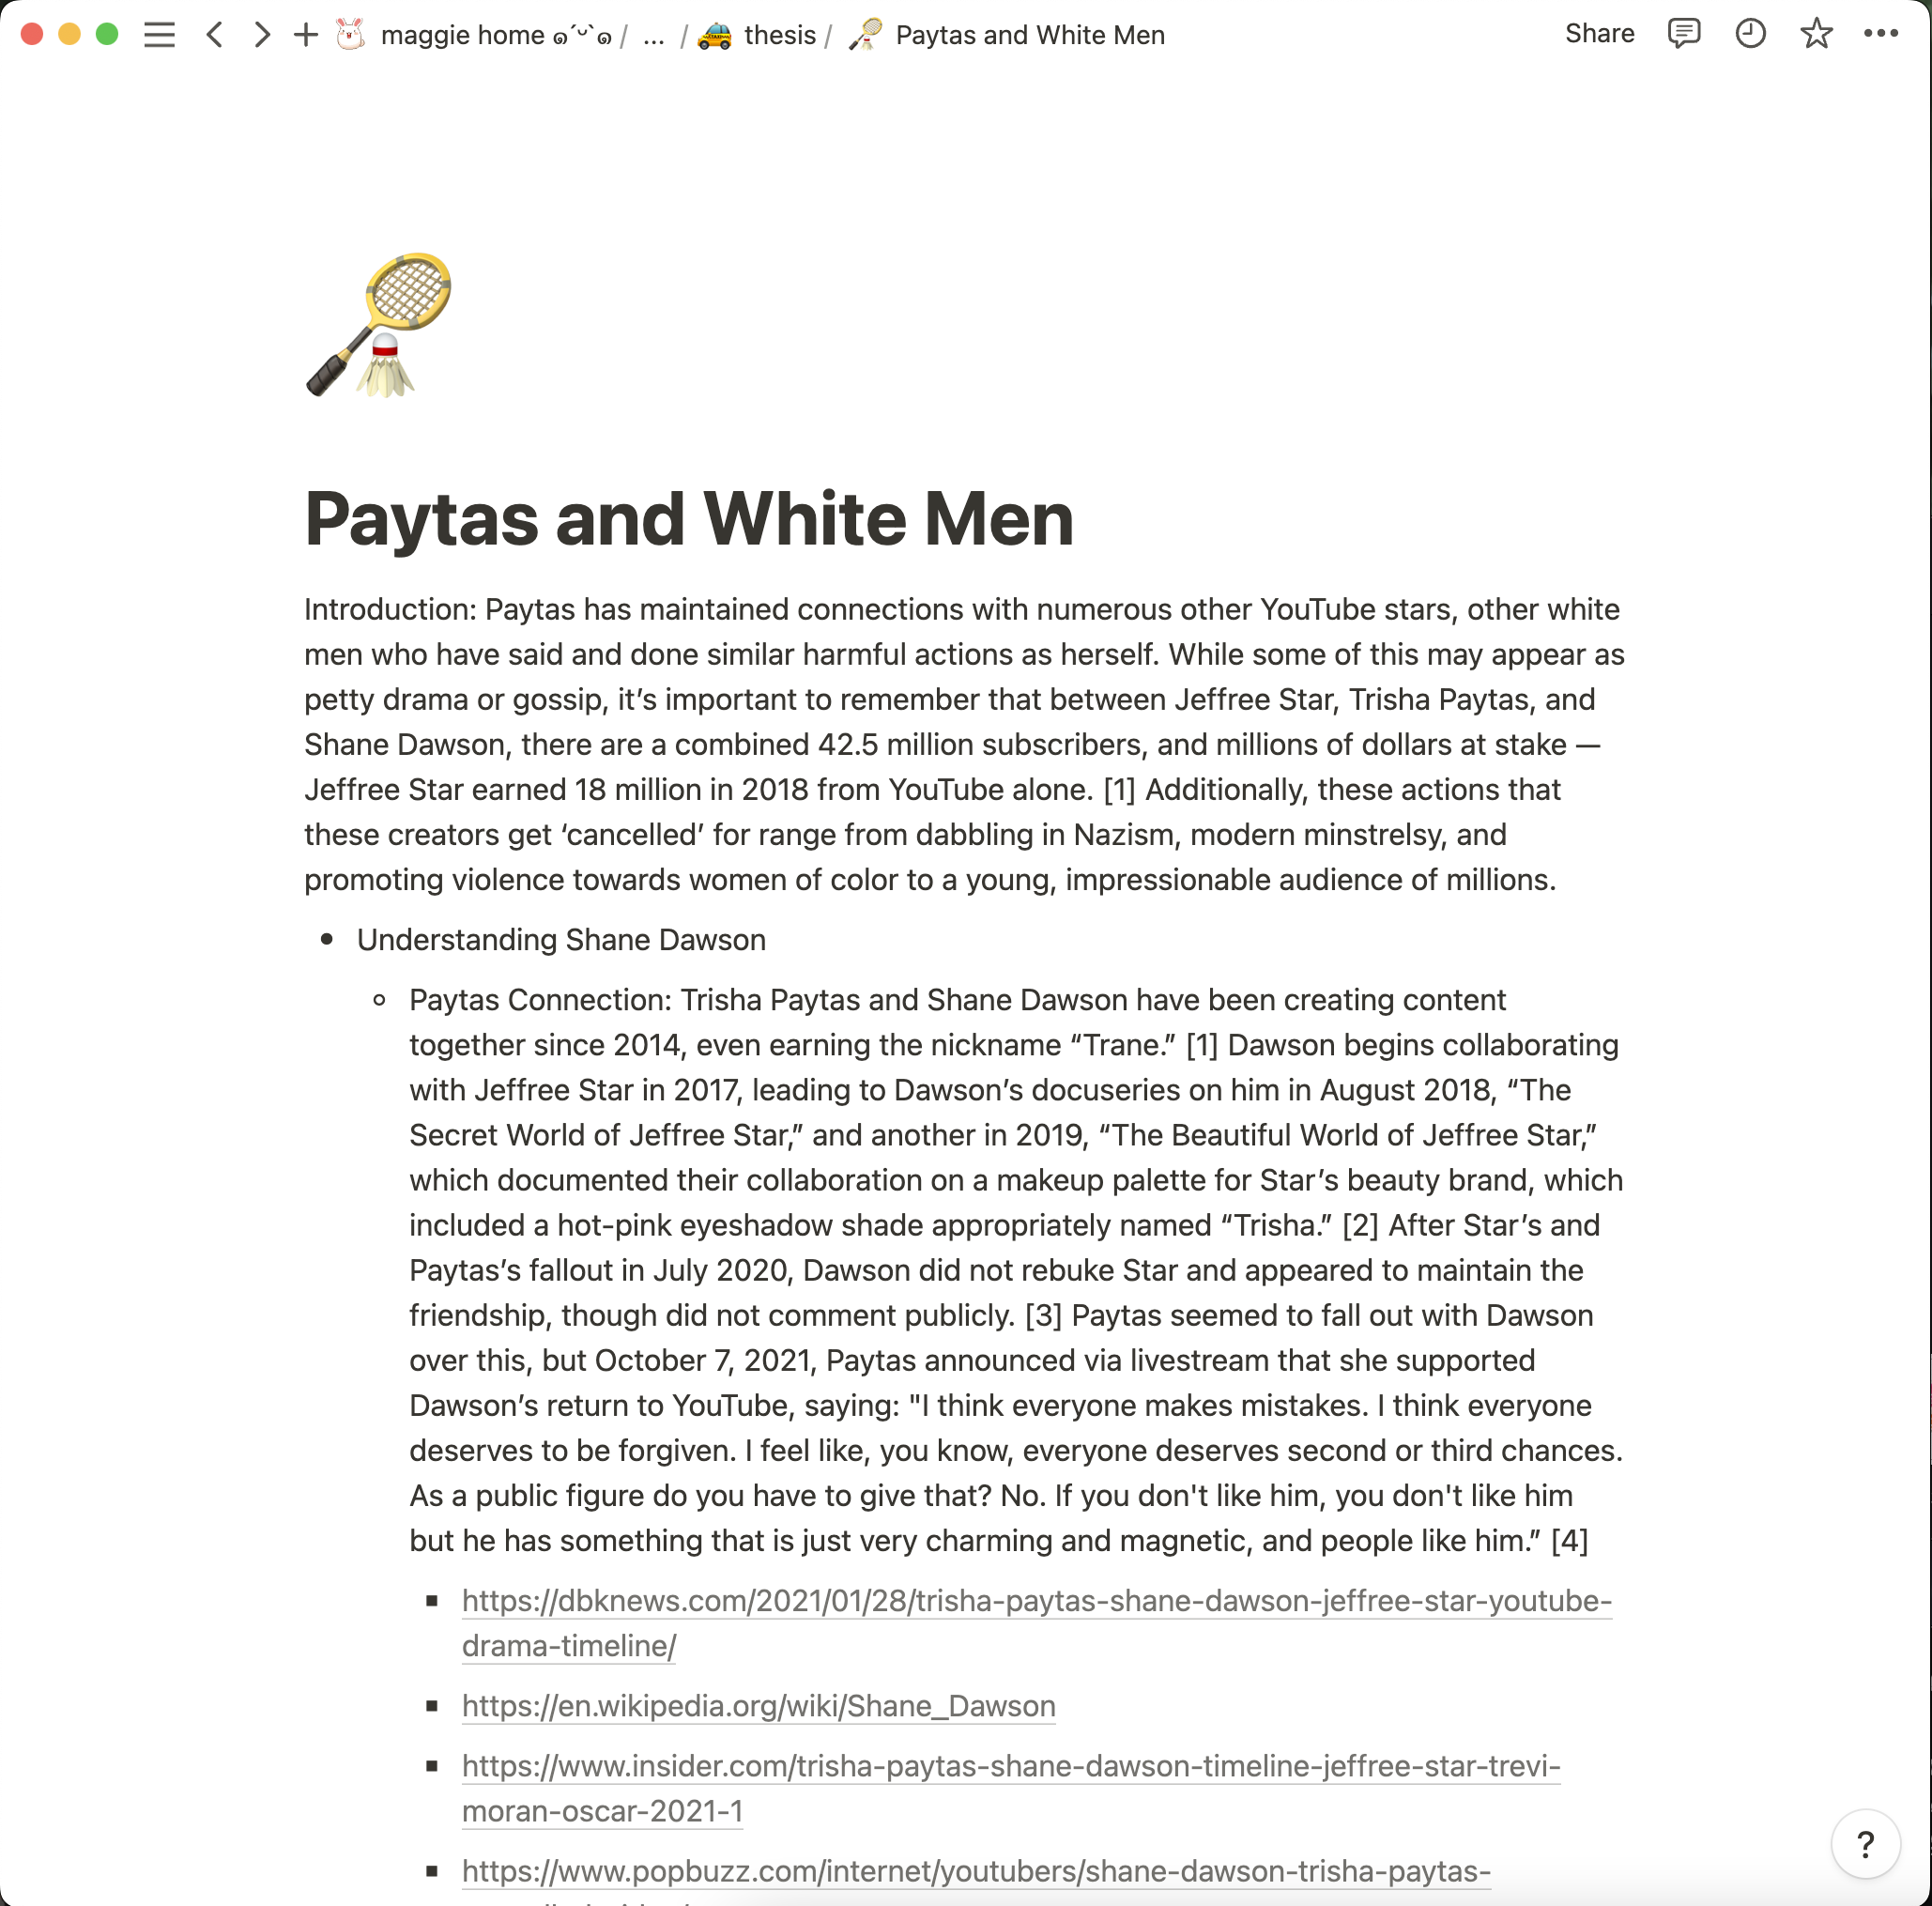 maggie home ๑˃ᴗ˂๑ / ... / thesis / Paytas and White Men
Share
Paytas and White Men
Introduction: Paytas has maintained connections with numerous other YouTube stars, other white
men who have said and done similar harmful actions as herself. While some of this may appear as
petty drama or gossip, it’s important to remember that between Jeffree Star, Trisha Paytas, and
Shane Dawson, there are a combined 42.5 million subscribers, and millions of dollars at stake —
Jeffree Star earned 18 million in 2018 from YouTube alone. [1] Additionally, these actions that
these creators get ‘cancelled’ for range from dabbling in Nazism, modern minstrelsy, and
promoting violence towards women of color to a young, impressionable audience of millions.
• Understanding Shane Dawson
◦ Paytas Connection: Trisha Paytas and Shane Dawson have been creating content
together since 2014, even earning the nickname “Trane.” [1] Dawson begins collaborating
with Jeffree Star in 2017, leading to Dawson’s docuseries on him in August 2018, “The
Secret World of Jeffree Star,” and another in 2019, “The Beautiful World of Jeffree Star,”
which documented their collaboration on a makeup palette for Star’s beauty brand, which
included a hot-pink eyeshadow shade appropriately named “Trisha.” [2] After Star’s and
Paytas’s fallout in July 2020, Dawson did not rebuke Star and appeared to maintain the
friendship, though did not comment publicly. [3] Paytas seemed to fall out with Dawson
over this, but October 7, 2021, Paytas announced via livestream that she supported
Dawson’s return to YouTube, saying: "I think everyone makes mistakes. I think everyone
deserves to be forgiven. I feel like, you know, everyone deserves second or third chances.
As a public figure do you have to give that? No. If you don't like him, you don't like him
but he has something that is just very charming and magnetic, and people like him.” [4]
▪ https://dbknews.com/2021/01/28/trisha-paytas-shane-dawson-jeffree-star-youtube-
drama-timeline/
▪ https://en.wikipedia.org/wiki/Shane_Dawson
▪ https://www.insider.com/trisha-paytas-shane-dawson-timeline-jeffree-star-trevi-
moran-oscar-2021-1
▪ https://www.popbuzz.com/internet/youtubers/shane-dawson-trisha-paytas-
?